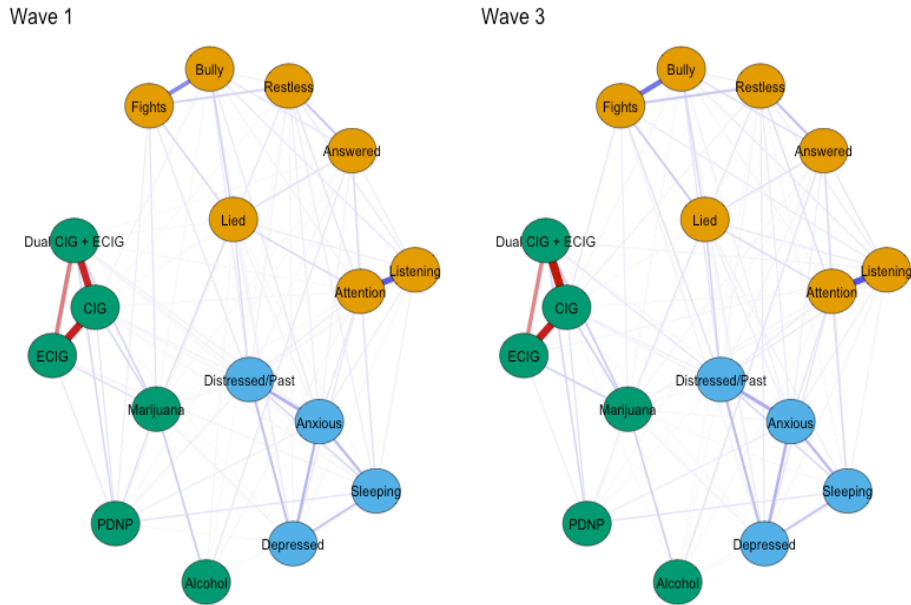 Wave 1
Bully
Restless
Fights
Answered
Lied
Dual CIG + ECIG
Listening
Attention
CIG
ECIG
Distressed/Past
Marijuana
Anxious
Sleeping
PDNP
Depressed
Alcohol
Wave 3
Bully
Restless
Fights
Answered
Lied
Dual CIG + ECIG
Listening
Attention
CIG
ECIG
Distressed/Past
Marijuana
Anxious
Sleeping
PDNP
Depressed
Alcohol